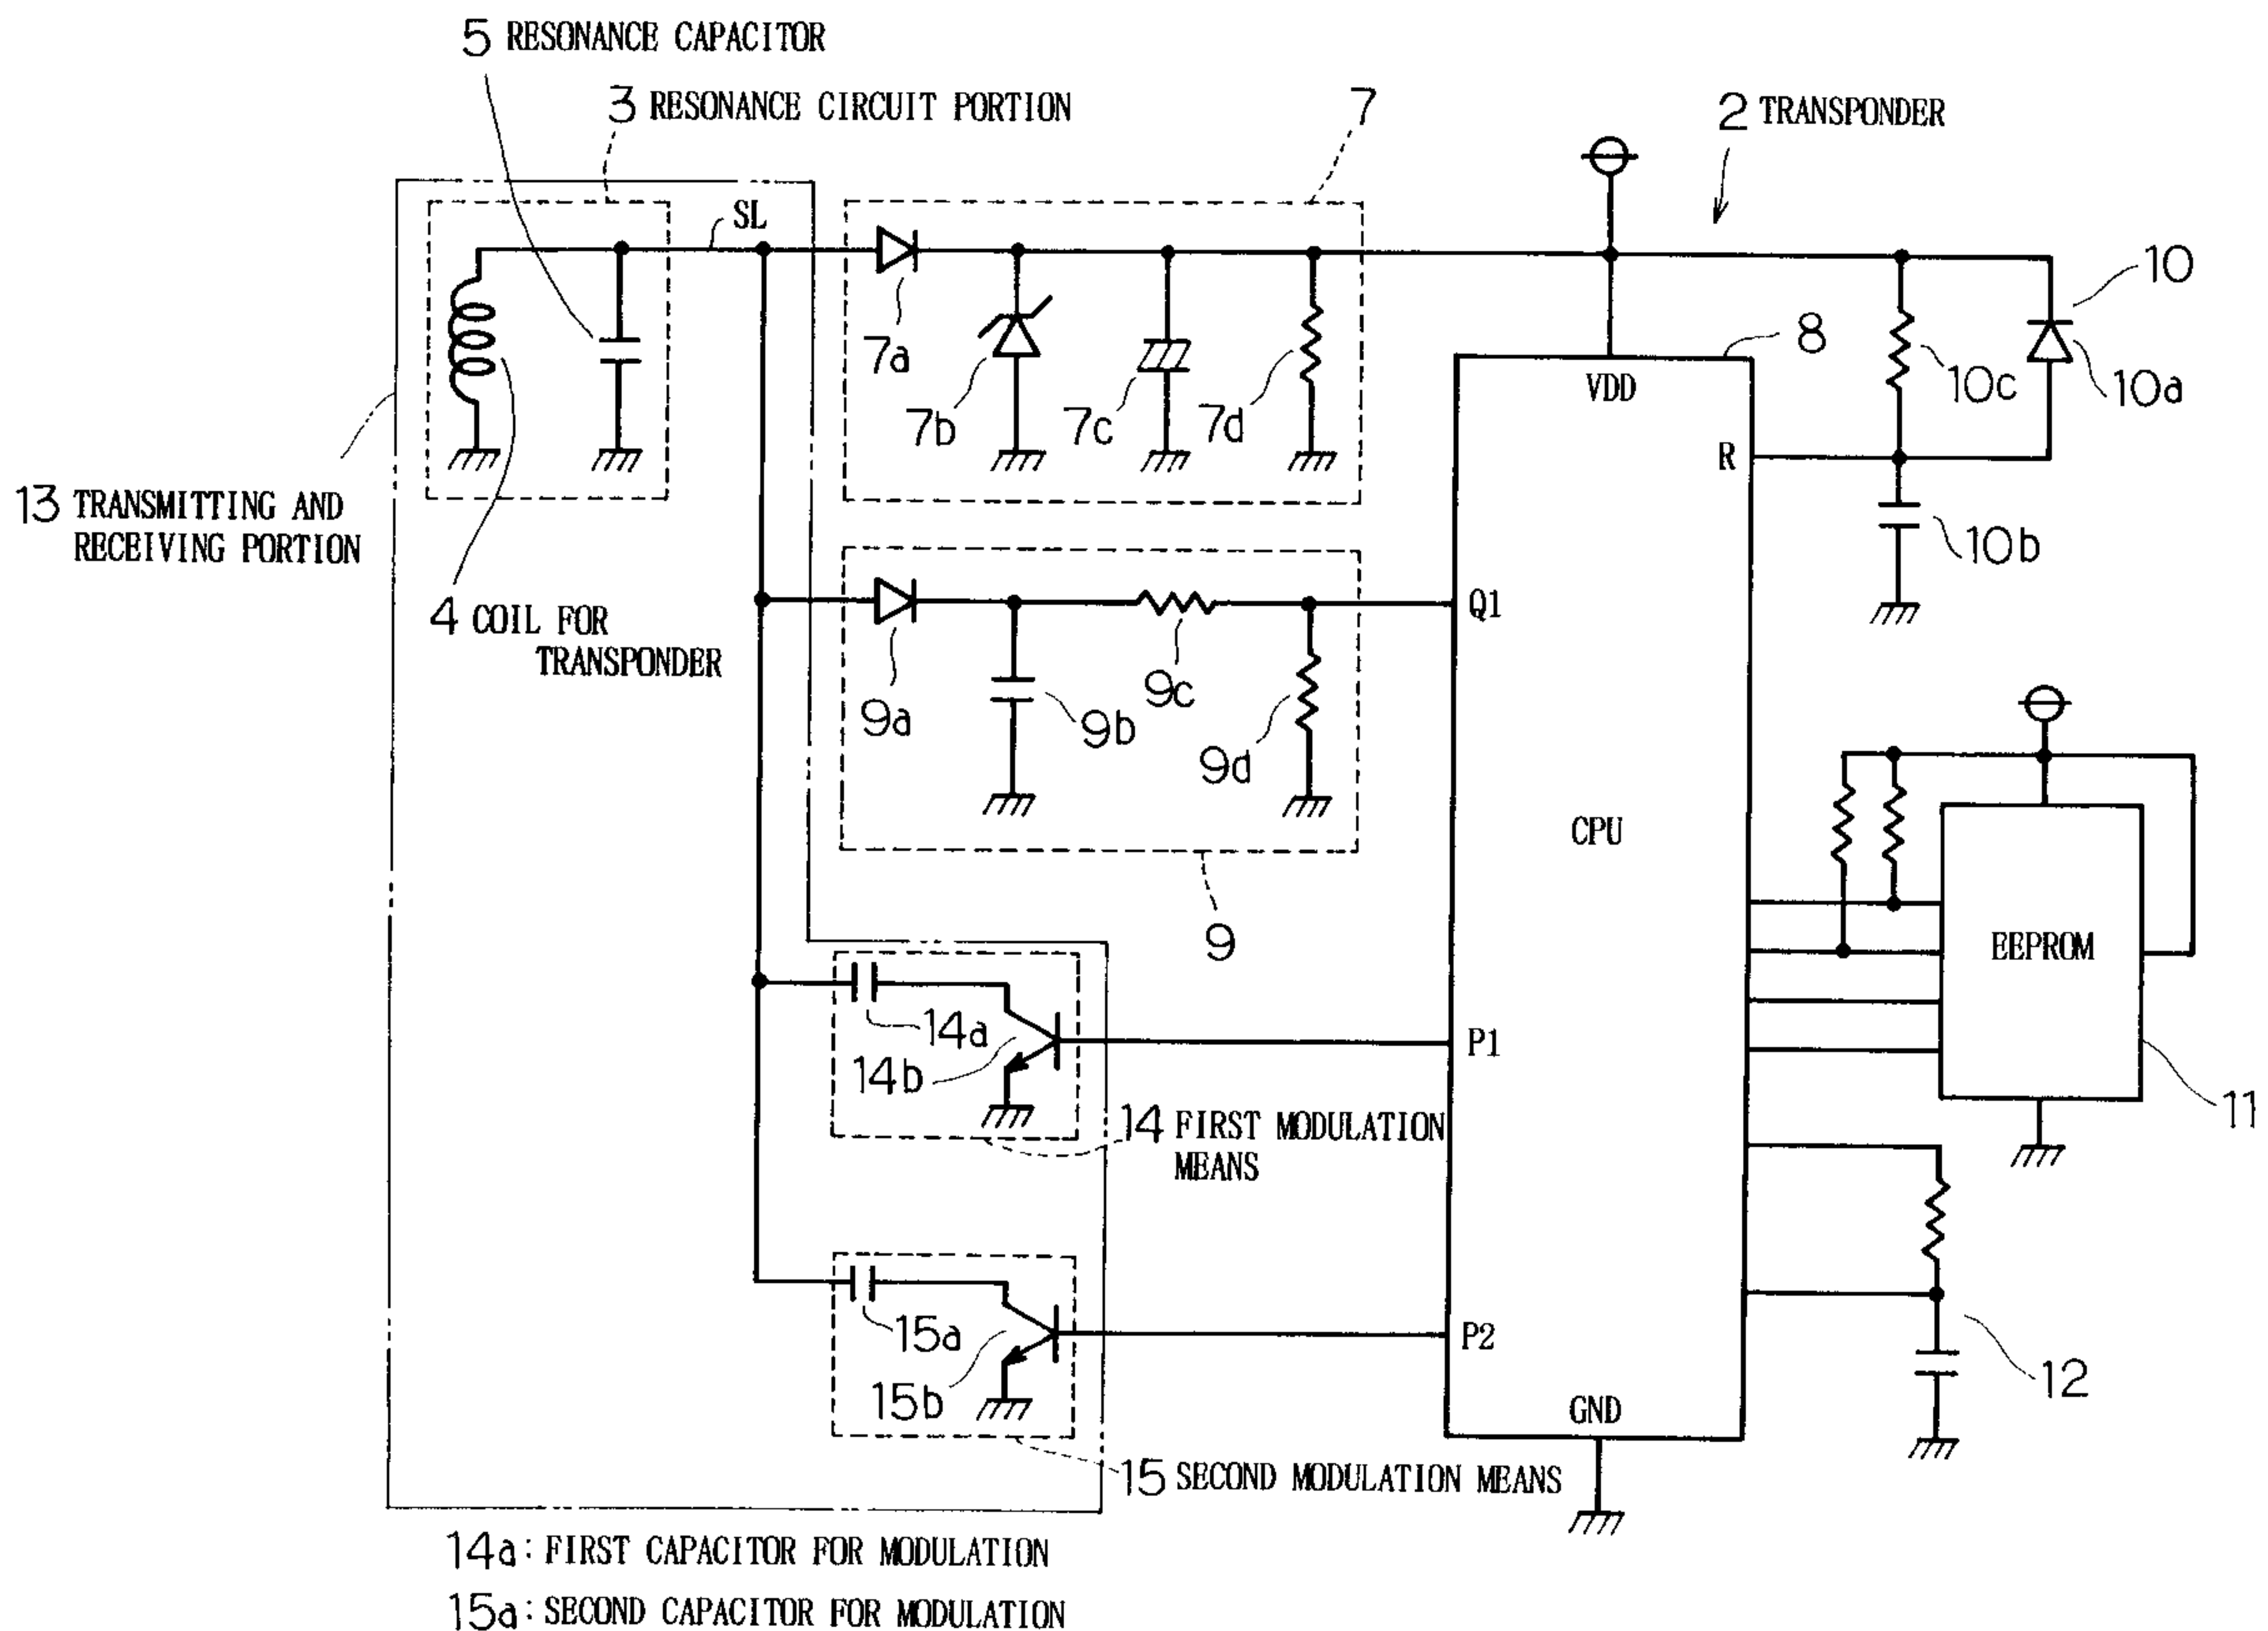 5 RESONANCE CAPACITOR
3 RESONANCE CIRCUIT PORTION
7
2 TRANSPONDER
SL
10
7a
8
7b
7c
7d
VDD
10c
10a
R
13 TRANSMITTING AND
RECEIVING PORTION
10b
4 COIL FOR
TRANSPONDER
Q1
9a
9b
9c
9d
CPU
9
EEPROM
14a
P1
14b
11
14 FIRST MODULATION
MEANS
15a
P2
15b
12
GND
15 SECOND MODULATION MEANS
14a: FIRST CAPACITOR FOR MODULATION
15a: SECOND CAPACITOR FOR MODULATION